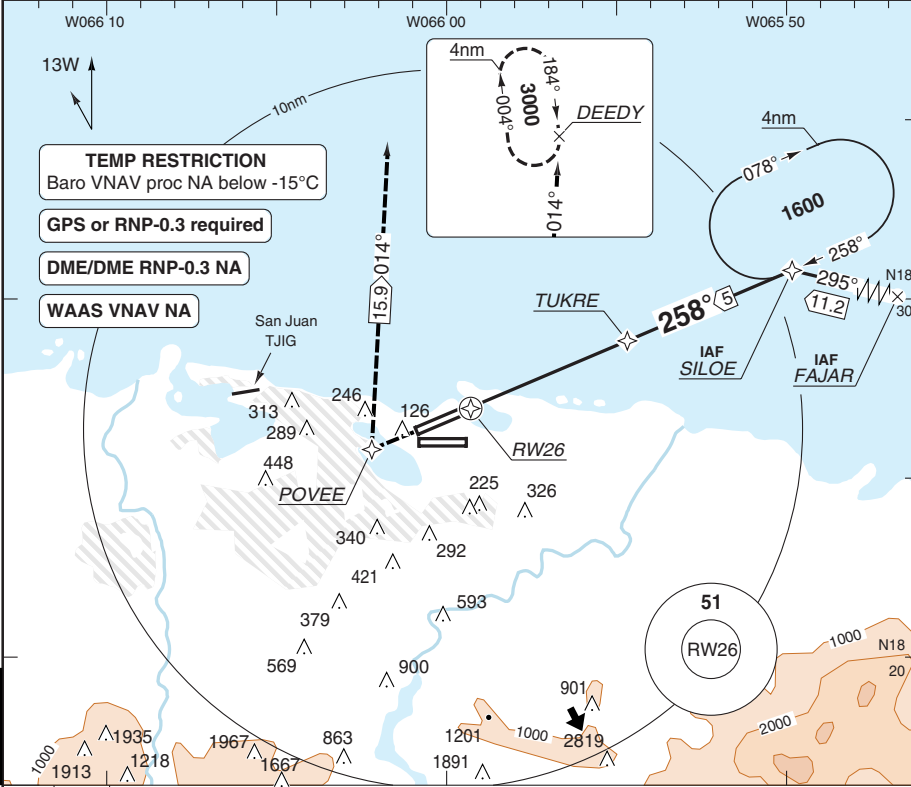 W066 10
W066 00
W065 50
13W
10nm
4nm
184°
3000
004°
DEEDY
014°
4nm
078°
1600
258°
295°
N18
30
11.2
TEMP RESTRICTION
Baro VNAV proc NA below -15°C
GPS or RNP-0.3 required
DME/DME RNP-0.3 NA
WAAS VNAV NA
014°
15.9
TUKRE
258°
5
IAF
SILOE
IAF
FAJAR
San Juan
TJIG
313
289
246
126
448
POVEE
RW26
225
326
340
292
421
379
593
569
900
51
RW26
1000
N18
20
901
2000
1935
1967
863
1201
1000
2819
1000
1913
1218
1667
1891